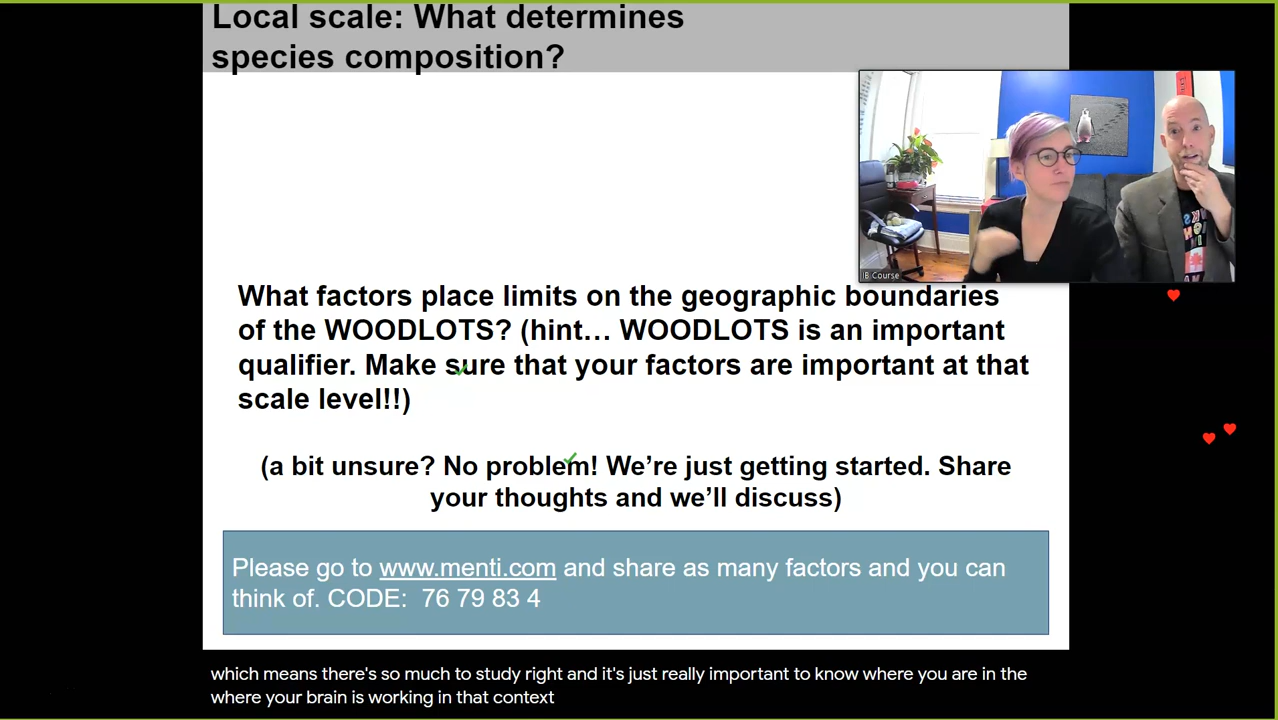 Local scale: What determines
species composition?
IB Course
What factors place limits on the geographic boundaries
of the WOODLOTS? (hint… WOODLOTS is an important
qualifier. Make sure that your factors are important at that
scale level!!)
(a bit unsure? No problem! We’re just getting started. Share
your thoughts and we’ll discuss)
Please go to www.menti.com and share as many factors and you can
think of. CODE:  76 79 83 4
which means there's so much to study right and it's just really important to know where you are in the
where your brain is working in that context